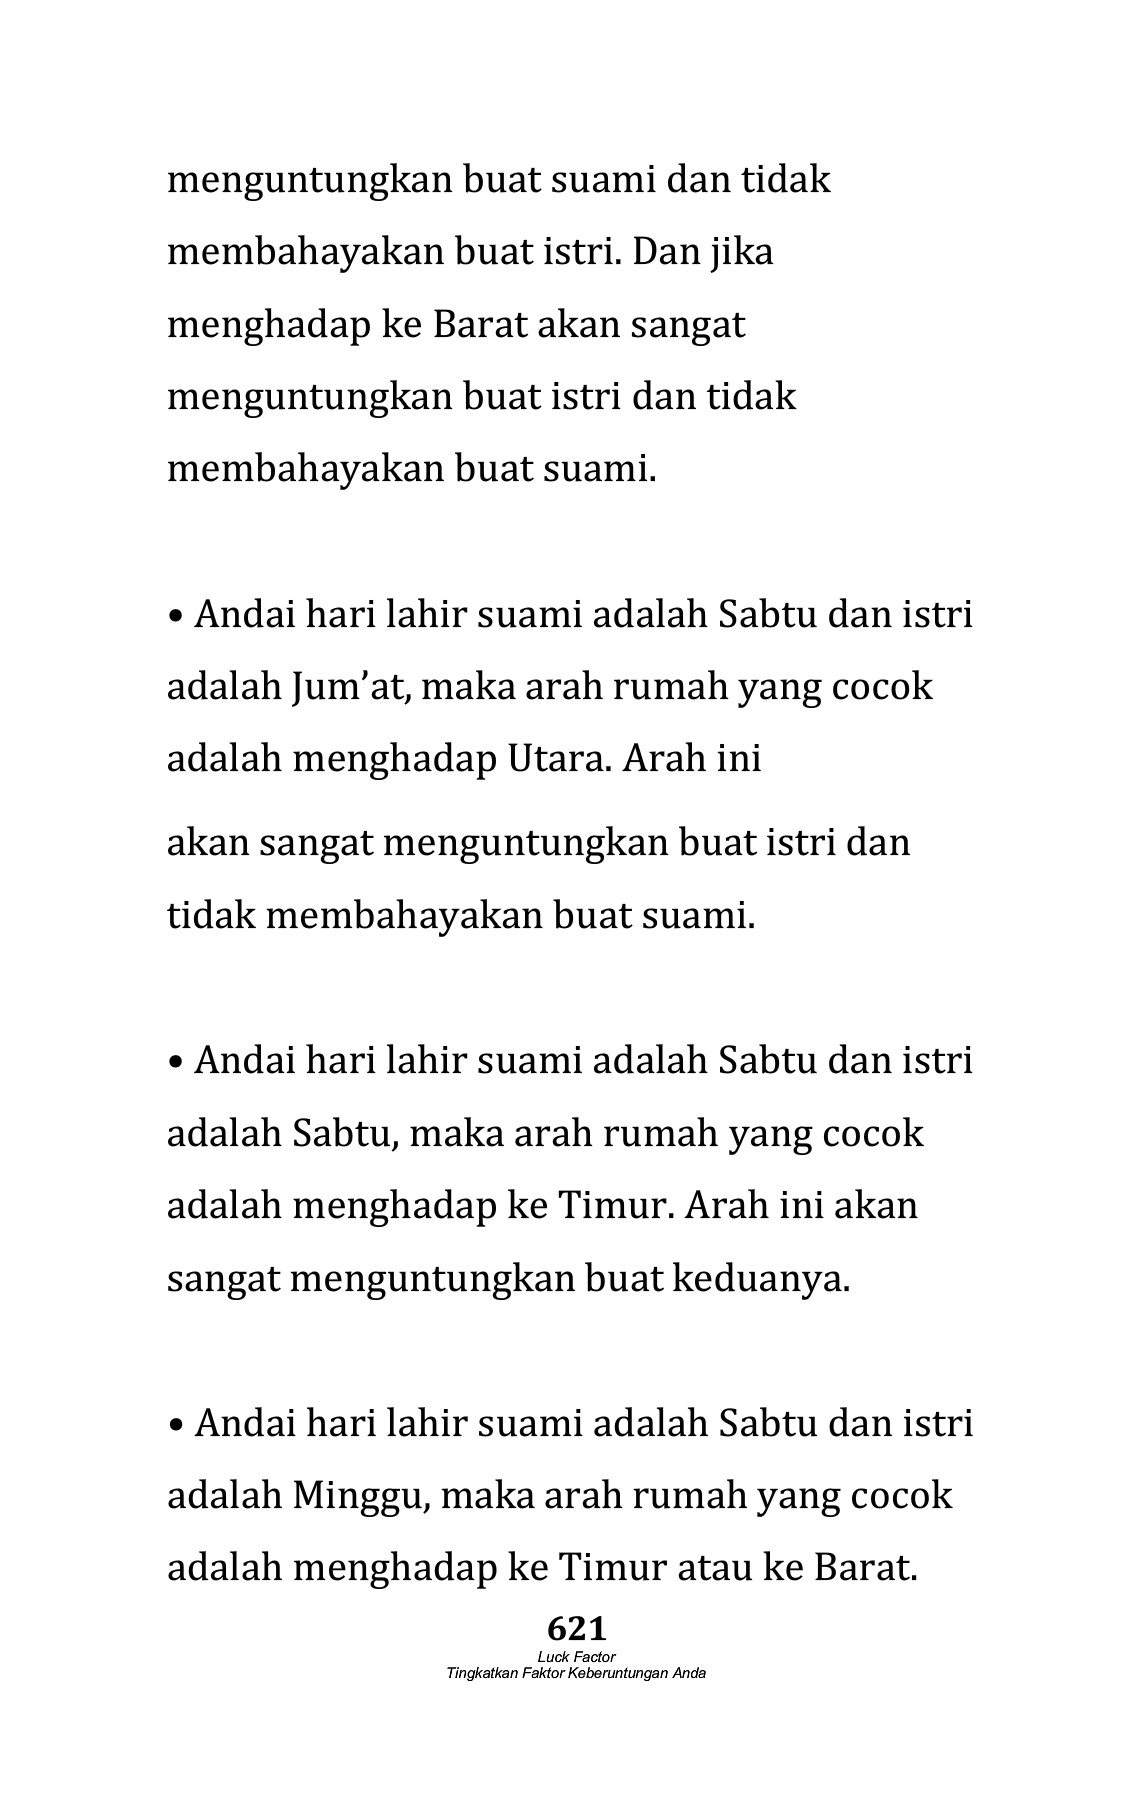 menguntungkan buat suami dan tidak
membahayakan buat istri. Dan jika
menghadap ke Barat akan sangat
menguntungkan buat istri dan tidak
membahayakan buat suami.
• Andai hari lahir suami adalah Sabtu dan istri
adalah Jum’at, maka arah rumah yang cocok
adalah menghadap Utara. Arah ini
akan sangat menguntungkan buat istri dan
tidak membahayakan buat suami.
• Andai hari lahir suami adalah Sabtu dan istri
adalah Sabtu, maka arah rumah yang cocok
adalah menghadap ke Timur. Arah ini akan
sangat menguntungkan buat keduanya.
• Andai hari lahir suami adalah Sabtu dan istri
adalah Minggu, maka arah rumah yang cocok
adalah menghadap ke Timur atau ke Barat.
621
Luck Factor
Tingkatkan Faktor Keberuntungan Anda